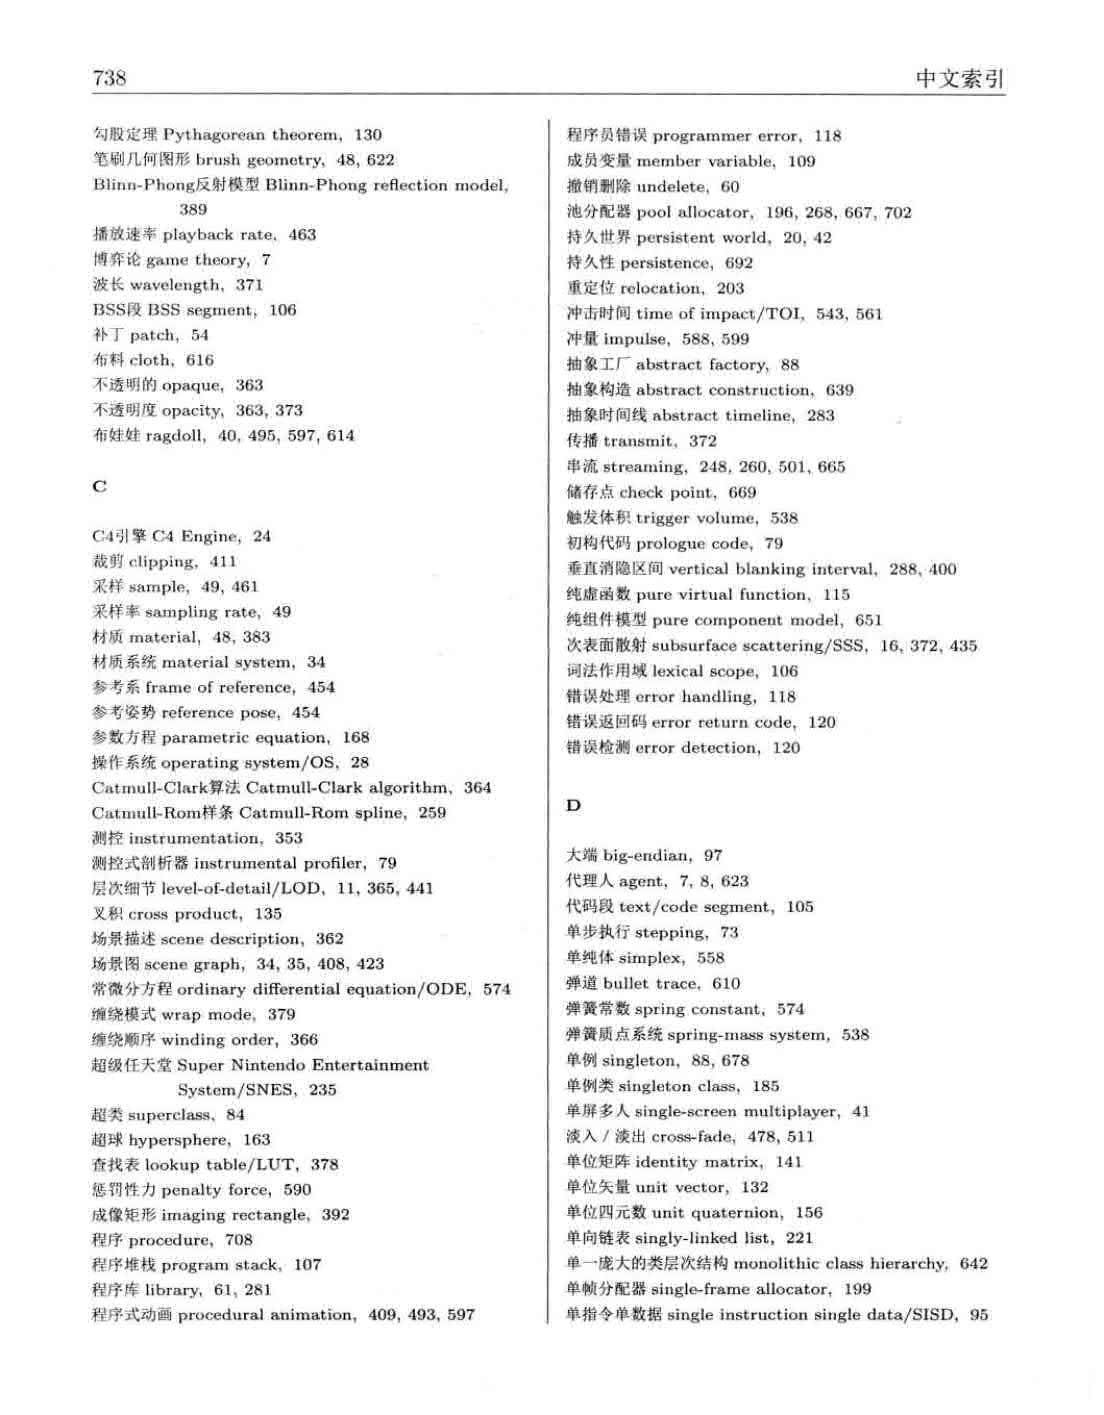 738
中文索引
勾股定理 Pythagorean theorem, 130
笔刷几何图形 brush geometry, 48, 622
Blinn-Phong反射模型 Blinn-Phong reflection model,
389
播放速率 playback rate, 463
博弈论 game theory, 7
波长 wavelength, 371
BSS段 BSS segment, 106
补丁 patch, 54
布料 cloth, 616
不透明的 opaque, 363
不透明度 opacity, 363, 373
布娃娃 ragdoll, 40, 495, 597, 614
C
C4引擎 C4 Engine, 24
裁剪 clipping, 411
采样 sample, 49, 461
采样率 sampling rate, 49
材质 material, 48, 383
材质系统 material system, 34
参考系 frame of reference, 454
参考姿势 reference pose, 454
参数方程 parametric equation, 168
操作系统 operating system/OS, 28
Catmull-Clark算法 Catmull-Clark algorithm, 364
Catmull-Rom样条 Catmull-Rom spline, 259
测控 instrumentation, 353
测控式剖析器 instrumental profiler, 79
层次细节 level-of-detail/LOD, 11, 365, 441
叉积 cross product, 135
场景描述 scene description, 362
场景图 scene graph, 34, 35, 408, 423
常微分方程 ordinary differential equation/ODE, 574
缠绕模式 wrap mode, 379
缠绕顺序 winding order, 366
超级任天堂 Super Nintendo Entertainment
System/SNES, 235
超类 superclass, 84
超球 hypersphere, 163
查找表 lookup table/LUT, 378
惩罚性力 penalty force, 590
成像矩形 imaging rectangle, 392
程序 procedure, 708
程序堆栈 program stack, 107
程序库 library, 61, 281
程序式动画 procedural animation, 409, 493, 597
程序员错误 programmer error, 118
成员变量 member variable, 109
撤销删除 undelete, 60
池分配器 pool allocator, 196, 268, 667, 702
持久世界 persistent world, 20, 42
持久性 persistence, 692
重定位 relocation, 203
冲击时间 time of impact/TOI, 543, 561
冲量 impulse, 588, 599
抽象工厂 abstract factory, 88
抽象构造 abstract construction, 639
抽象时间线 abstract timeline, 283
传播 transmit, 372
串流 streaming, 248, 260, 501, 665
储存点 check point, 669
触发体积 trigger volume, 538
初构代码 prologue code, 79
垂直消隐区间 vertical blanking interval, 288, 400
纯虚函数 pure virtual function, 115
纯组件模型 pure component model, 651
次表面散射 subsurface scattering/SSS, 16, 372, 435
词法作用域 lexical scope, 106
错误处理 error handling, 118
错误返回码 error return code, 120
错误检测 error detection, 120
D
大端 big-endian, 97
代理人 agent, 7, 8, 623
代码段 text/code segment, 105
单步执行 stepping, 73
单纯体 simplex, 558
弹道 bullet trace, 610
弹簧常数 spring constant, 574
弹簧质点系统 spring-mass system, 538
单例 singleton, 88, 678
单例类 singleton class, 185
单屏多人 single-screen multiplayer, 41
淡入 / 淡出 cross-fade, 478, 511
单位矩阵 identity matrix, 141
单位矢量 unit vector, 132
单位四元数 unit quaternion, 156
单向链表 singly-linked list, 221
单一庞大的类层次结构 monolithic class hierarchy, 642
单帧分配器 single-frame allocator, 199
单指令单数据 single instruction single data/SISD, 95